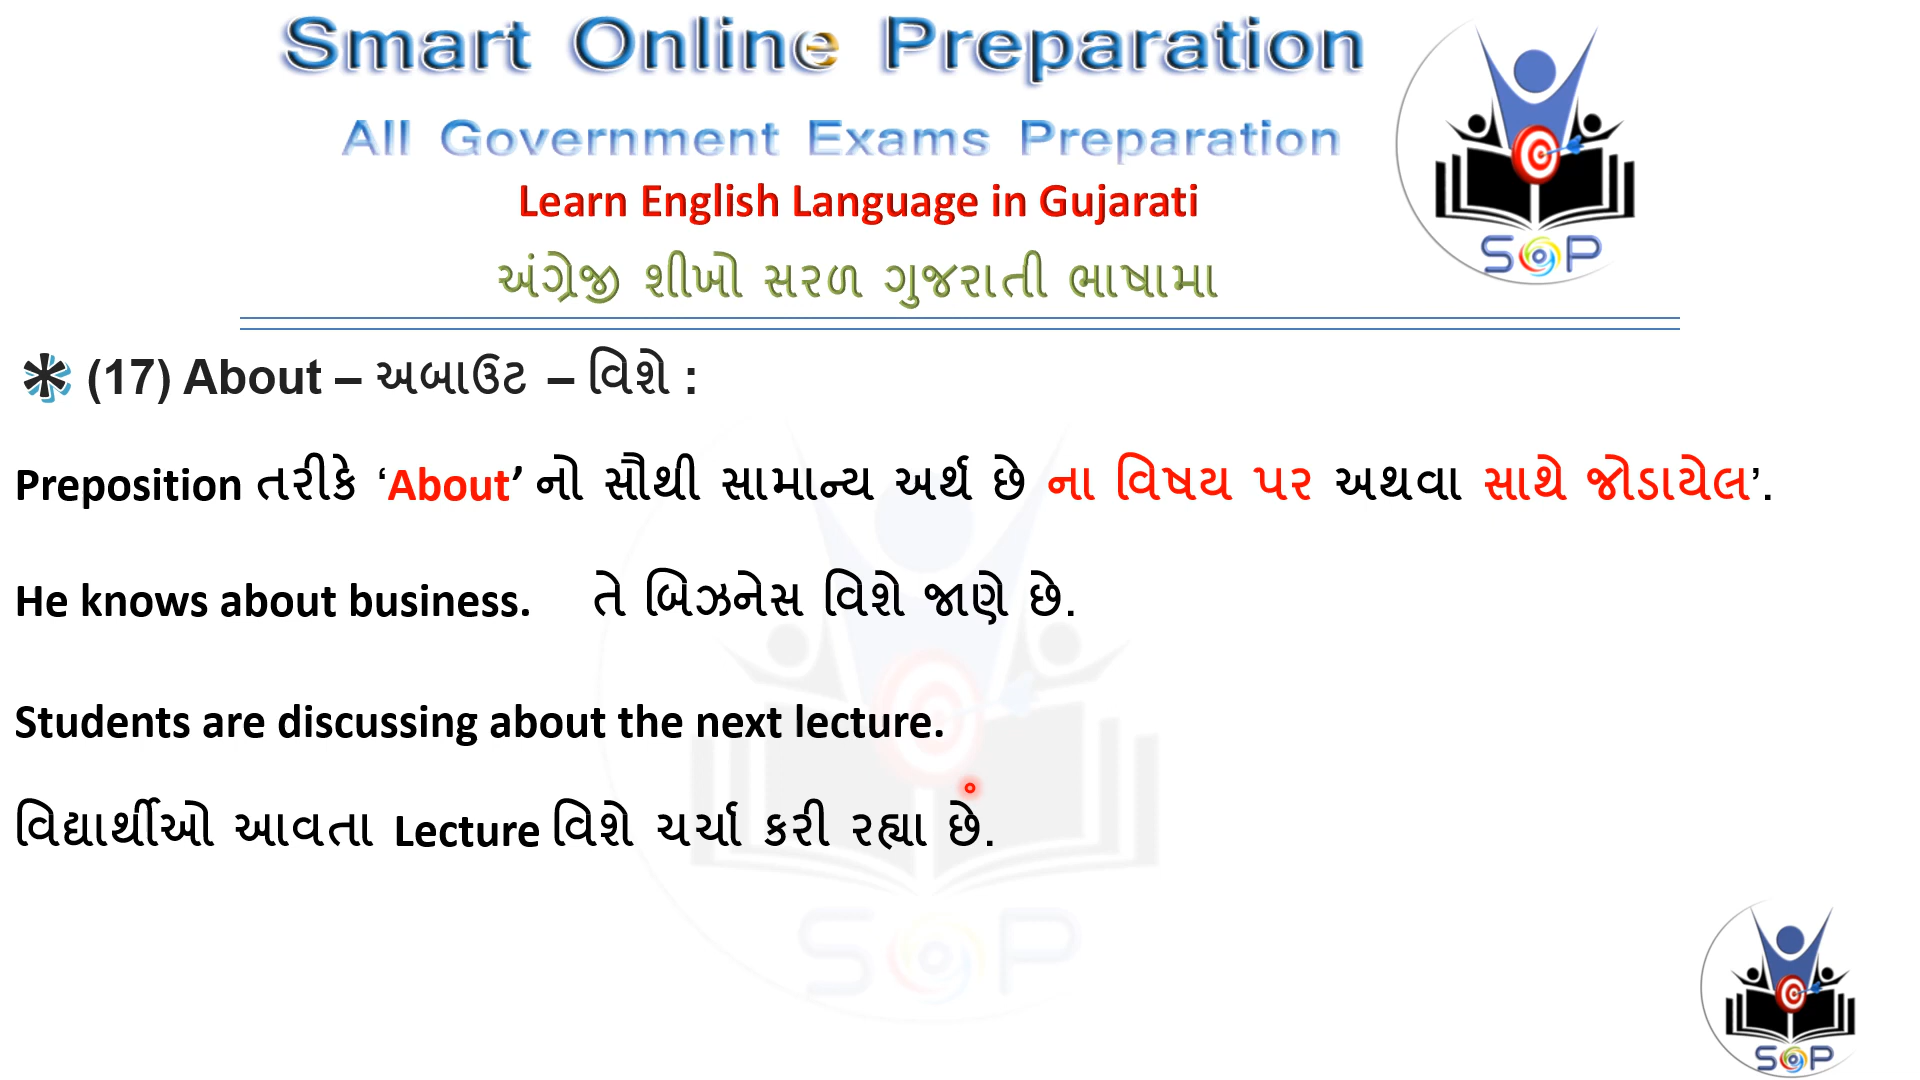 Smart Online Preparation
All Government Exams Preparation
Learn English Language in Gujarati
અંગ્રેજી શીખો સરળ ગુજરાતી ભાષામા
SOP
(17) About – અબાઉટ – વિશે :
Preposition તરીકે ‘About’ નો સૌથી સામાન્ય અર્થ છે ના વિષય પર અથવા સાથે જોડાયેલ’.
He knows about business. તે બિઝનેસ વિશે જાણે છે.
Students are discussing about the next lecture.
વિદ્યાર્થીઓ આવતા Lecture વિશે ચર્ચા કરી રહ્યા છે.
SOP
SOP